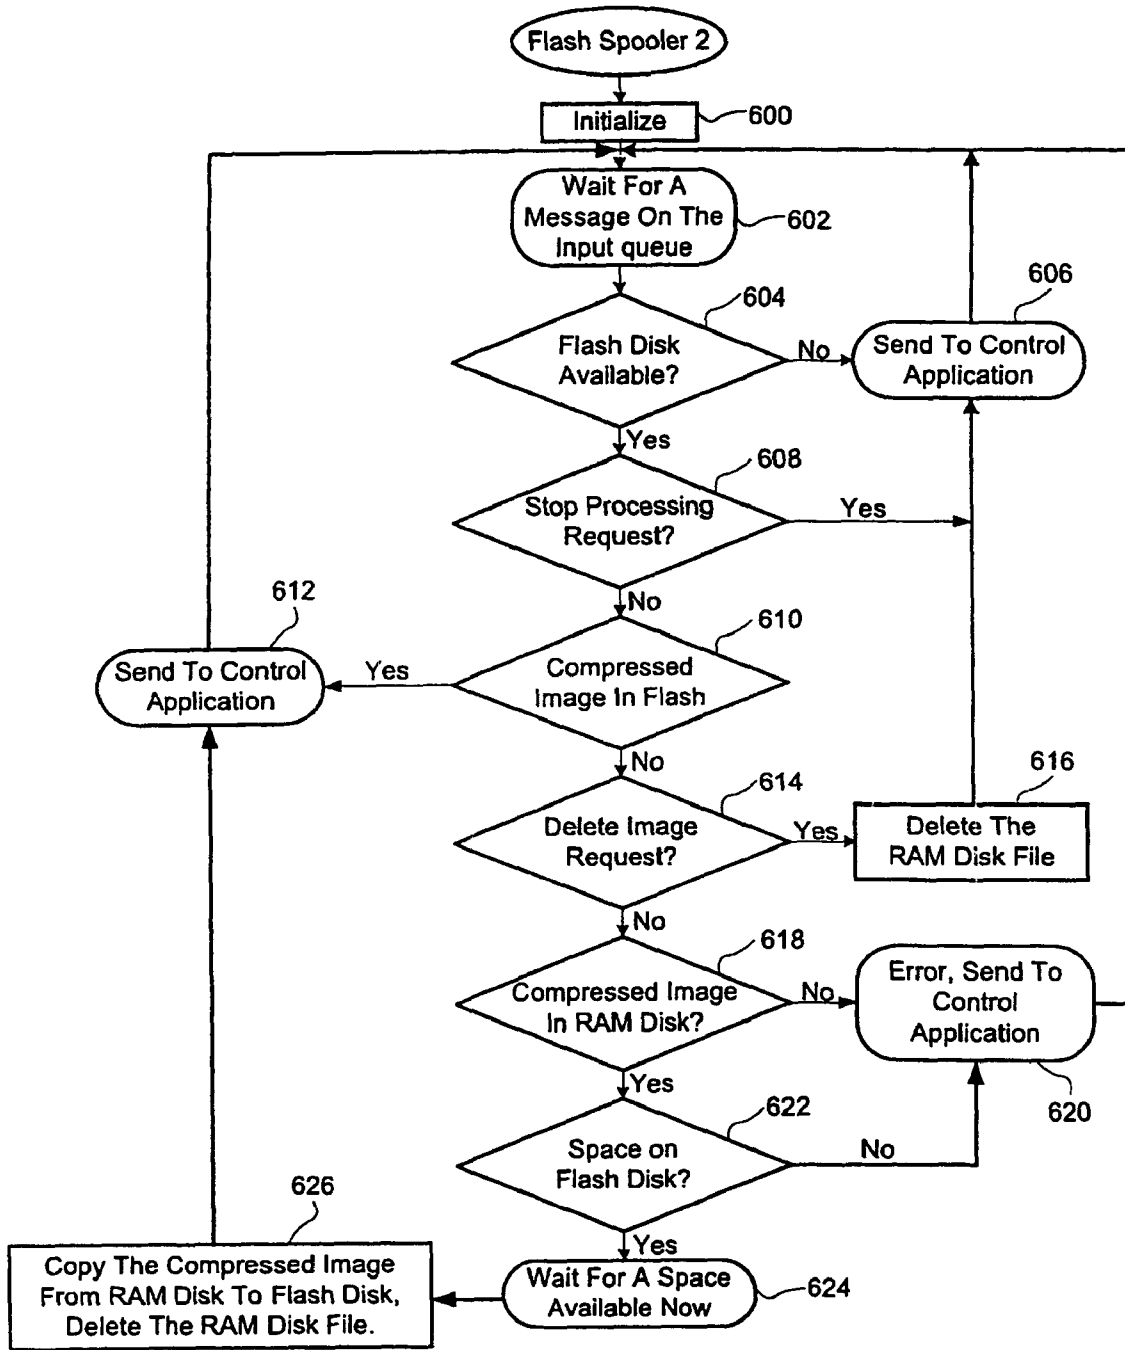 Flash Spooler 2
Initialize
600
Wait For A
Message On The
Input queue
602
604
Flash Disk
Available?
No
606
Send To Control
Application
Yes
608
Stop Processing
Request?
Yes
No
610
Compressed
Image In Flash
Yes
612
Send To Control
Application
No
614
Delete Image
Request?
Yes
616
Delete The
RAM Disk File
No
618
Compressed Image
In RAM Disk?
No
Error, Send To
Control
Application
620
Yes
622
Space on
Flash Disk?
No
Yes
Wait For A Space
Available Now
624
626
Copy The Compressed Image
From RAM Disk To Flash Disk,
Delete The RAM Disk File.